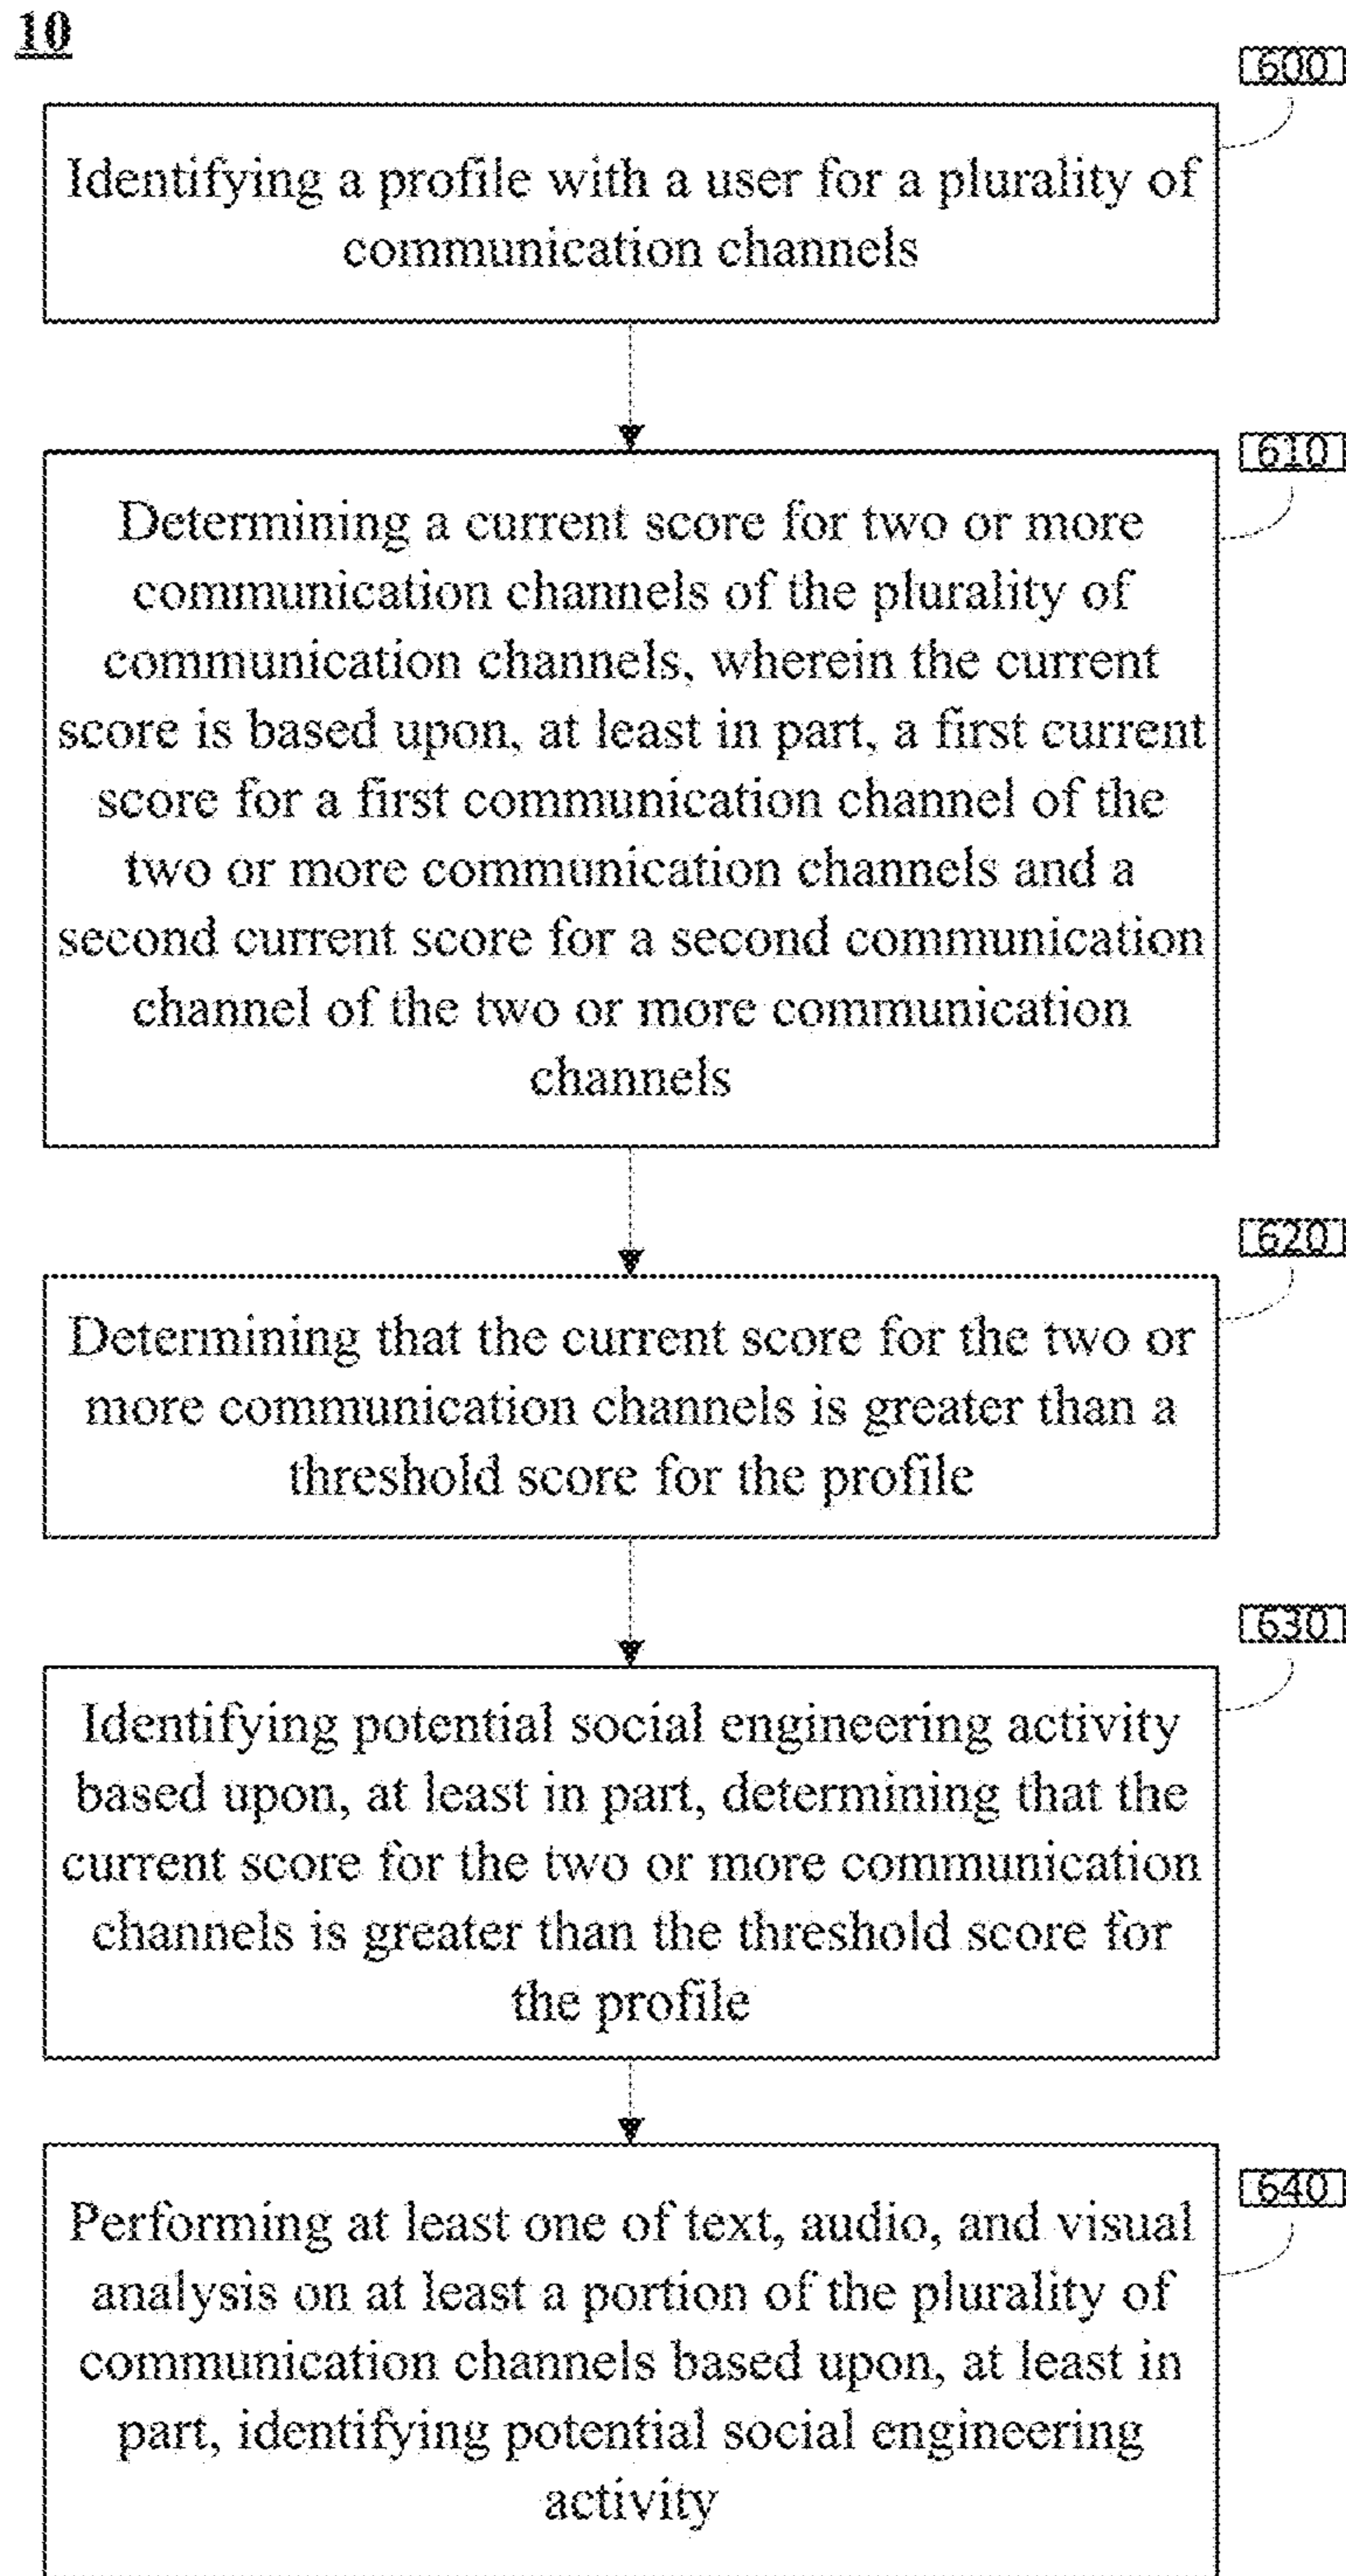 10
600
Identifying a profile with a user for a plurality of
communication channels
610
Determining a current score for two or more
communication channels of the plurality of
communication channels, wherein the current
score is based upon, at least in part, a first current
score for a first communication channel of the
two or more communication channels and a
second current score for a second communication
channel of the two or more communication
channels
620
Determining that the current score for the two or
more communication channels is greater than a
threshold score for the profile
630
Identifying potential social engineering activity
based upon, at least in part, determining that the
current score for the two or more communication
channels is greater than the threshold score for
the profile
640
Performing at least one of text, audio, and visual
analysis on at least a portion of the plurality of
communication channels based upon, at least in
part, identifying potential social engineering
activity